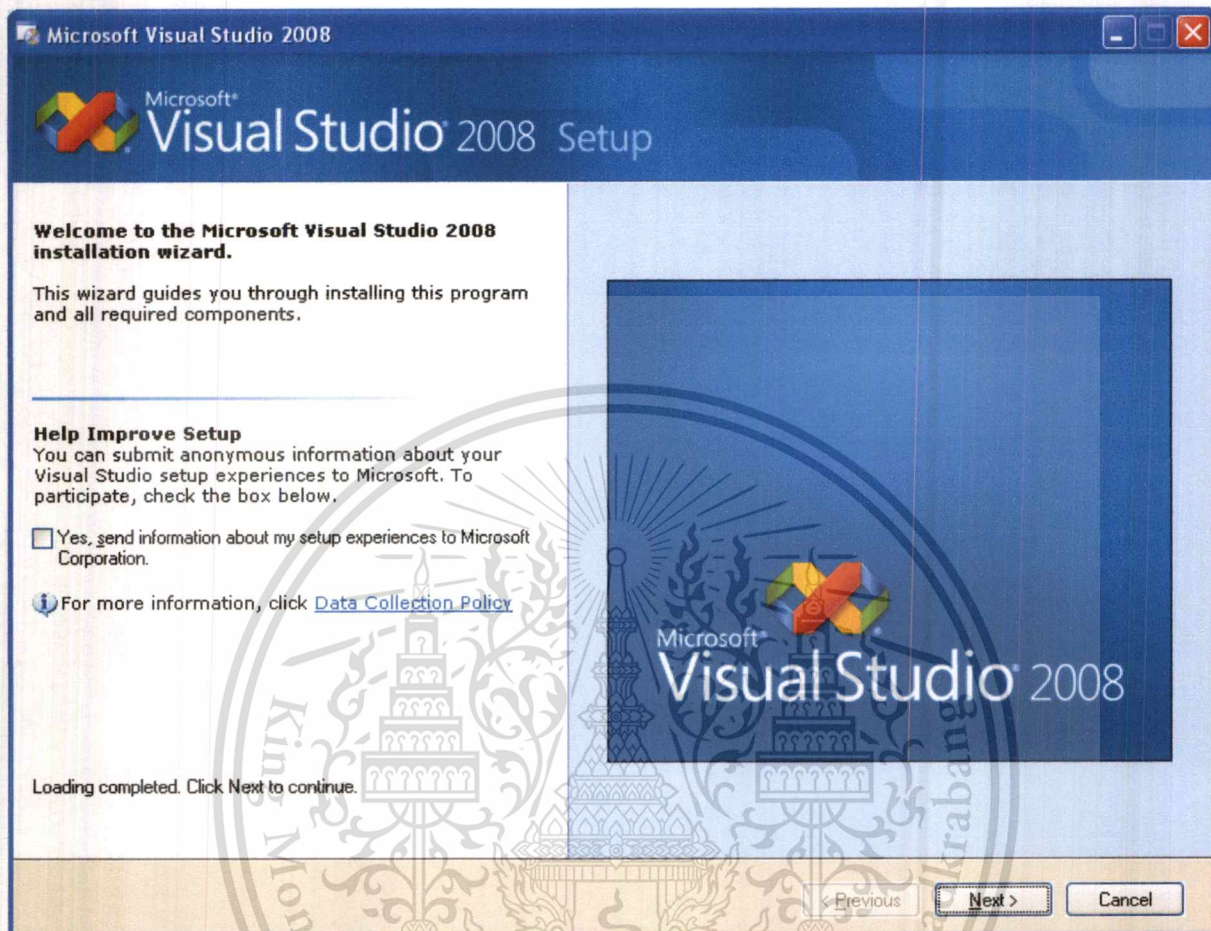 Microsoft Visual Studio 2008
Microsoft®
Visual Studio® 2008 Setup
Welcome to the Microsoft Visual Studio 2008
installation wizard.
This wizard guides you through installing this program
and all required components.
Help Improve Setup
You can submit anonymous information about your
Visual Studio setup experiences to Microsoft. To
participate, check the box below.
Yes, send information about my setup experiences to Microsoft
Corporation.
For more information, click Data Collection Policy
Loading completed. Click Next to continue.
Microsoft®
Visual Studio® 2008
King
< Previous
Next >
Cancel